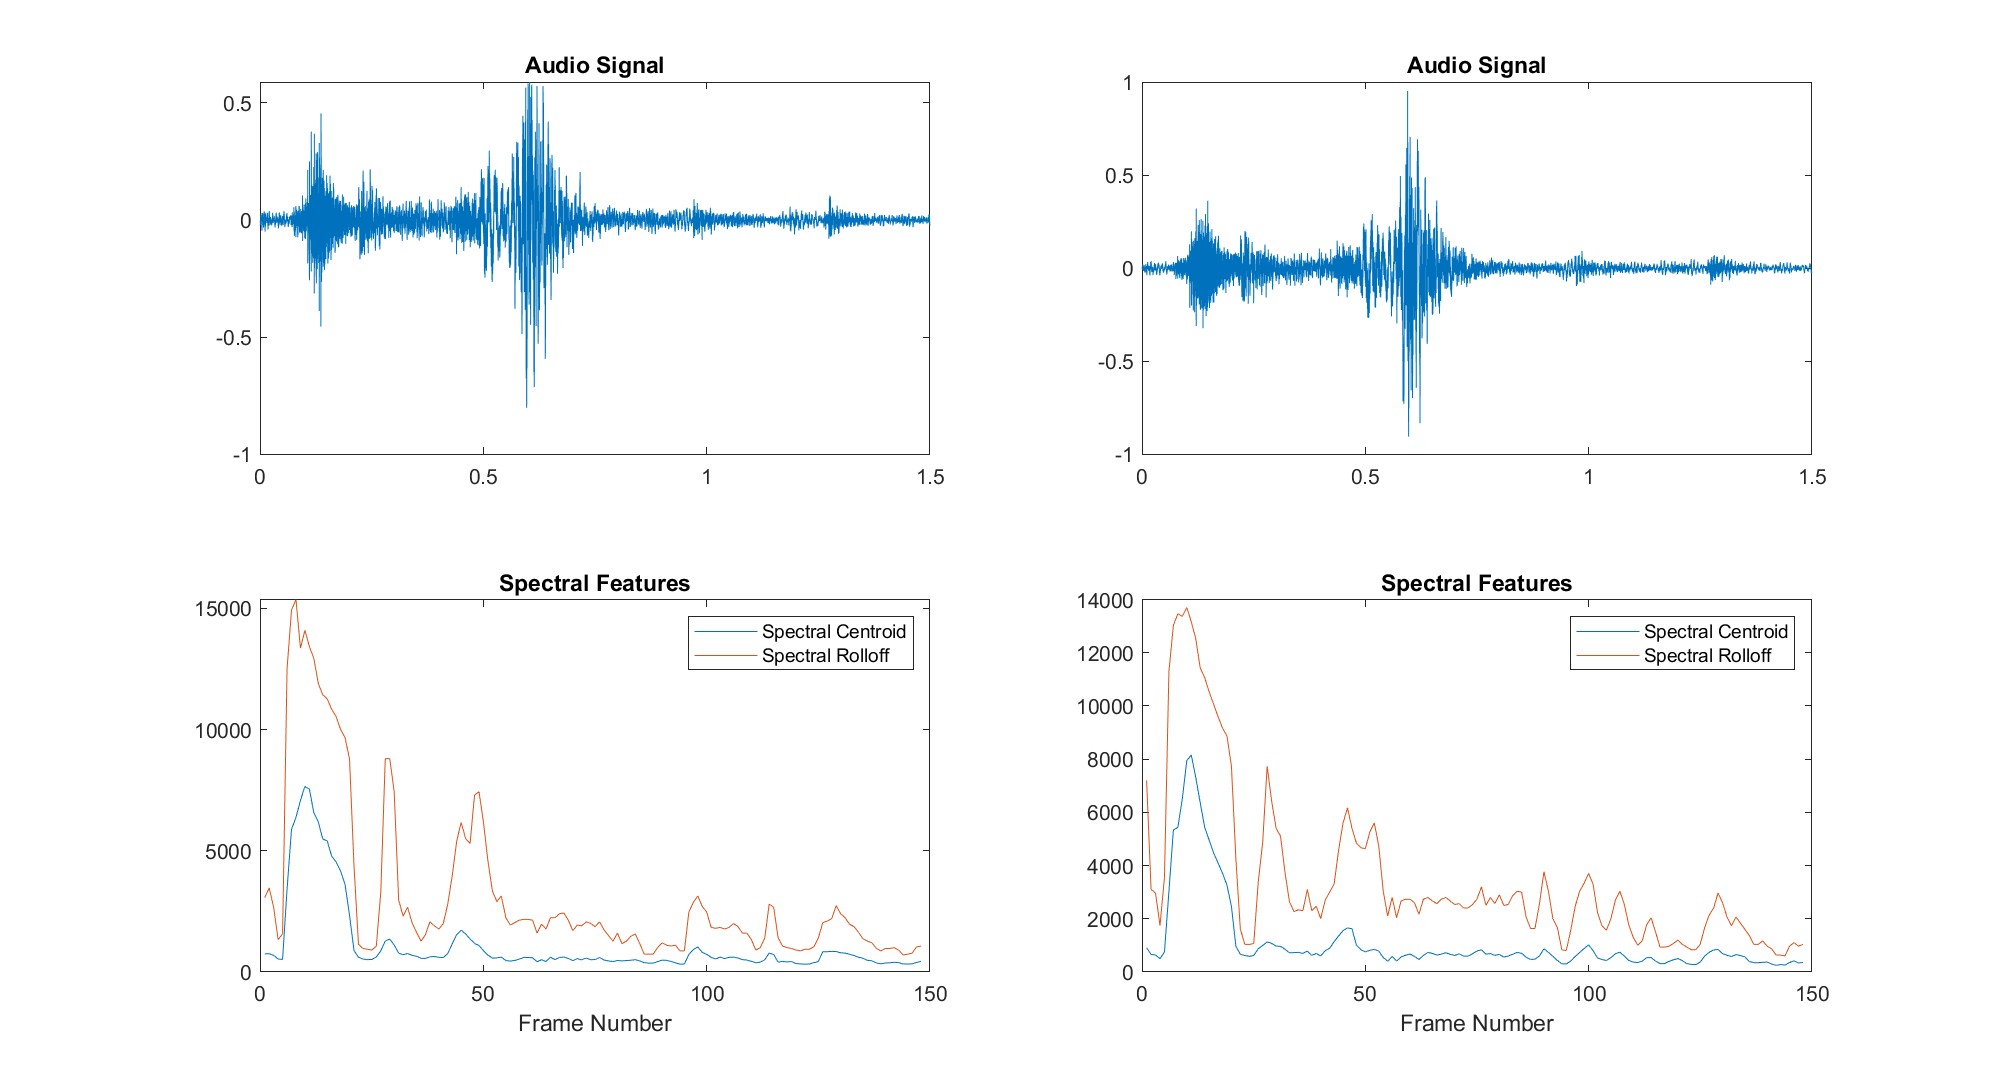 Audio Signal
0.5
0
-0.5
-1
0 0.5 1 1.5
Audio Signal
1
0.5
0
-0.5
-1
0 0.5 1 1.5
Spectral Features
15000
10000
5000
0
Spectral Centroid
Spectral Rolloff
0 50 100 150
Frame Number
Spectral Features
14000
12000
10000
8000
6000
4000
2000
0
Spectral Centroid
Spectral Rolloff
0 50 100 150
Frame Number